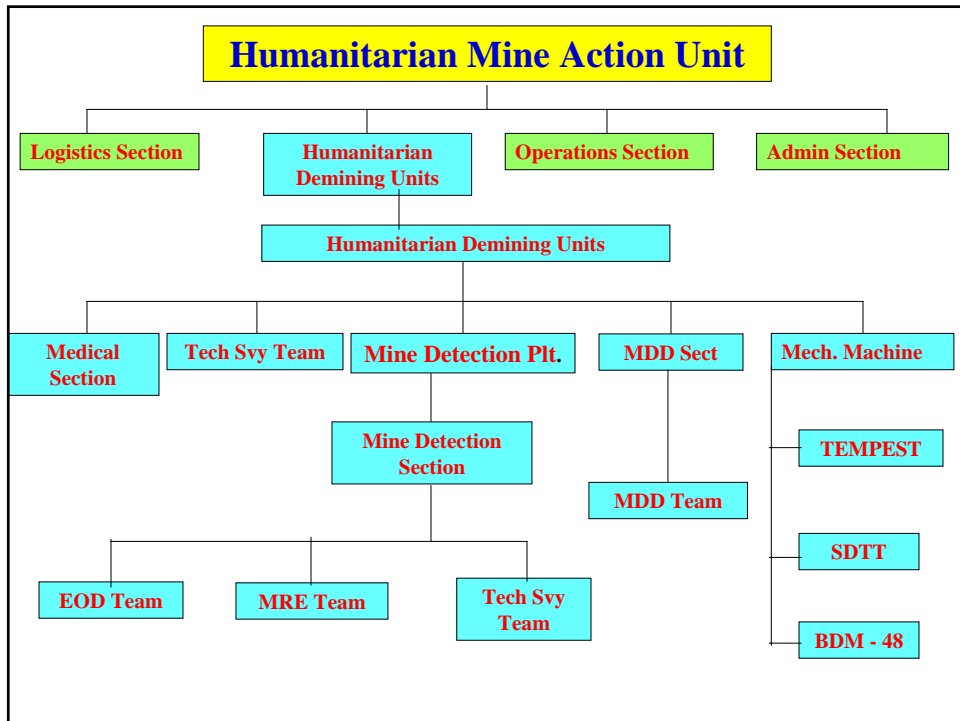 Humanitarian Mine Action Unit
Logistics Section
Humanitarian
Demining Units
Operations Section
Admin Section
Humanitarian Demining Units
Medical
Section
Tech Svy Team
Mine Detection Plt.
MDD Sect
Mech. Machine
Mine Detection
Section
TEMPEST
MDD Team
SDTT
EOD Team
MRE Team
Tech Svy
Team
BDM - 48